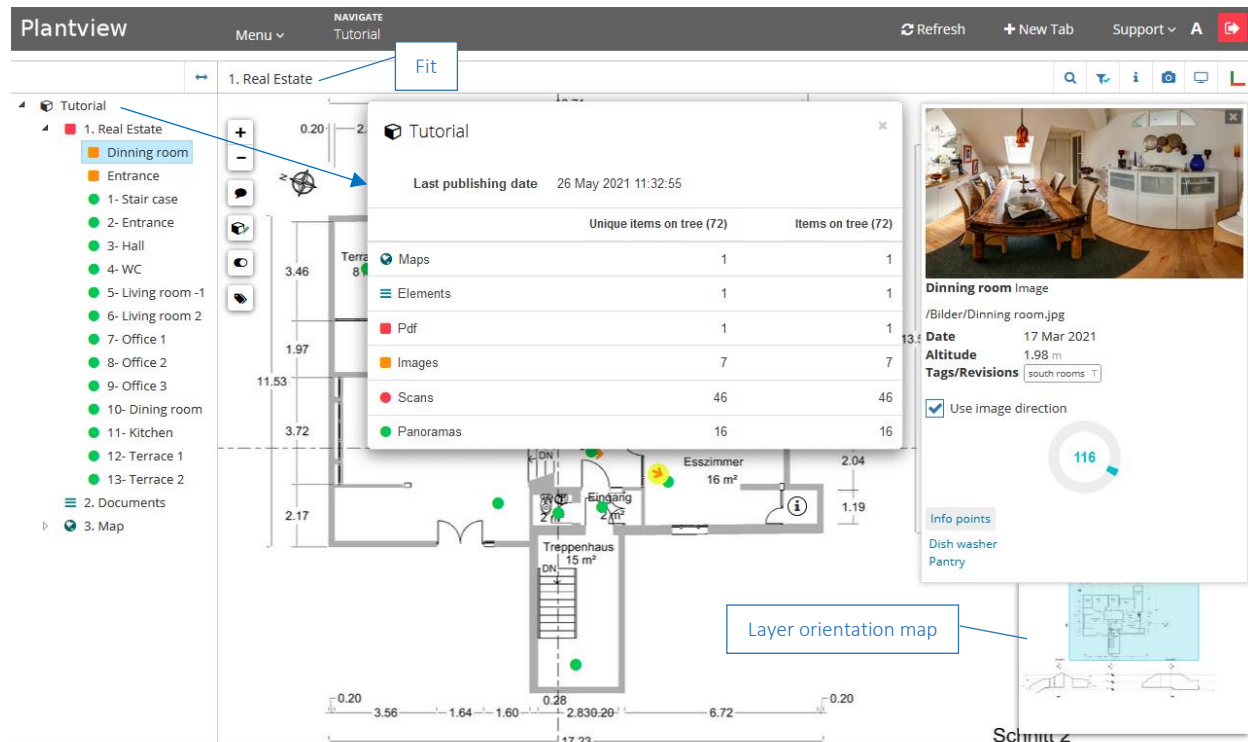 Plantview
Menu
NAVIGATE
Tutorial
Refresh
New Tab
Support
A
1. Real Estate
Fit
Tutorial
1. Real Estate
Dinning room
Entrance
1- Stair case
2- Entrance
3- Hall
4- WC
5- Living room -1
6- Living room 2
7- Office 1
8- Office 2
9- Office 3
10- Dining room
11- Kitchen
12- Terrace 1
13- Terrace 2
2. Documents
3. Map
Tutorial
Last publishing date 26 May 2021 11:32:55
Unique items on tree (72) Items on tree (72)
Maps 1 1
Elements 1 1
Pdf 1 1
Images 7 7
Scans 46 46
Panoramas 16 16
0.20
3.46
1.97
11.53
3.72
2.17
DN
Esszimmer
16 m²
2.04
1.19
Eingang
2 m²
2 m²
Treppenhaus
15 m²
DN
0.20
3.56
1.64
1.60
0.28
2.830.20
6.72
0.20
17.23
Dinning room Image
/Bilder/Dinning room.jpg
Date 17 Mar 2021
Altitude 1.98 m
Tags/Revisions south rooms T
Use image direction
116
Info points
Dish washer
Pantry
Layer orientation map
Schnitt 2